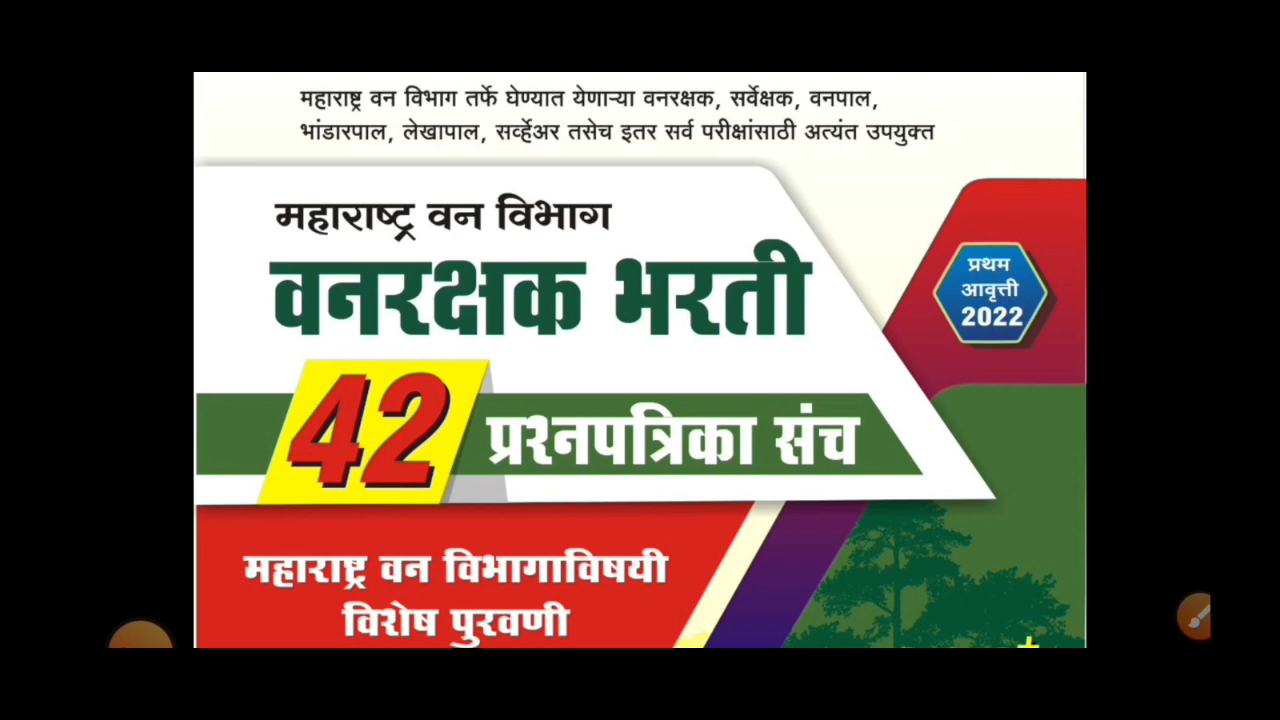 महाराष्ट्र वन विभाग तर्फे घेण्यात येणाऱ्या वनरक्षक, सर्वेक्षक, वनपाल,
भांडारपाल, लेखापाल, सर्व्हेअर तसेच इतर सर्व परीक्षांसाठी अत्यंत उपयुक्त
महाराष्ट्र वन विभाग
वनरक्षक भरती
प्रथम
आवृत्ती
2022
42 प्रश्नपत्रिका संच
महाराष्ट्र वन विभागाविषयी
विशेष पुरवणी
+